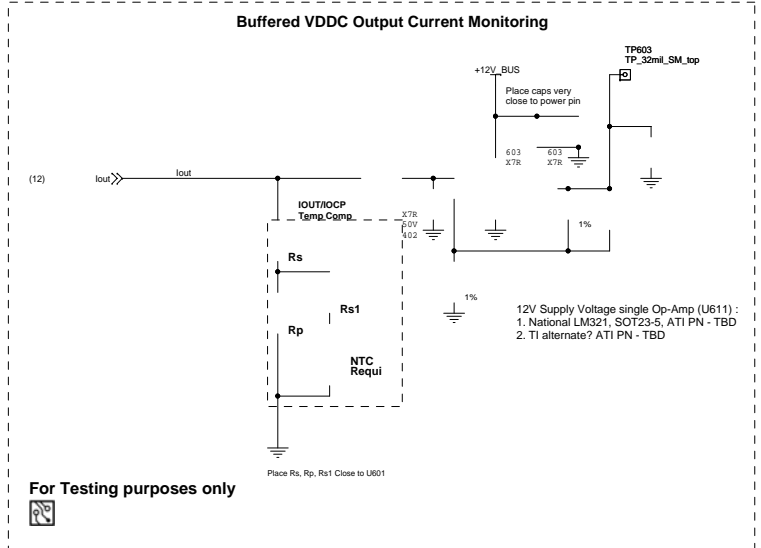 Buffered VDDC Output Current Monitoring
TP603
TP_32mil_SM_top
+12V_BUS
Place caps very
close to power pin
603
X7R
603
X7R
(12)
Iout
Iout
IOUT/IOCP
Temp Comp
X7R
50V
402
1%
Rs
Rs1
1%
Rp
12V Supply Voltage single Op-Amp (U611) :
1. National LM321, SOT23-5, ATI PN - TBD
2. TI alternate? ATI PN - TBD
NTC
Requi
Place Rs, Rp, Rs1 Close to U601
For Testing purposes only